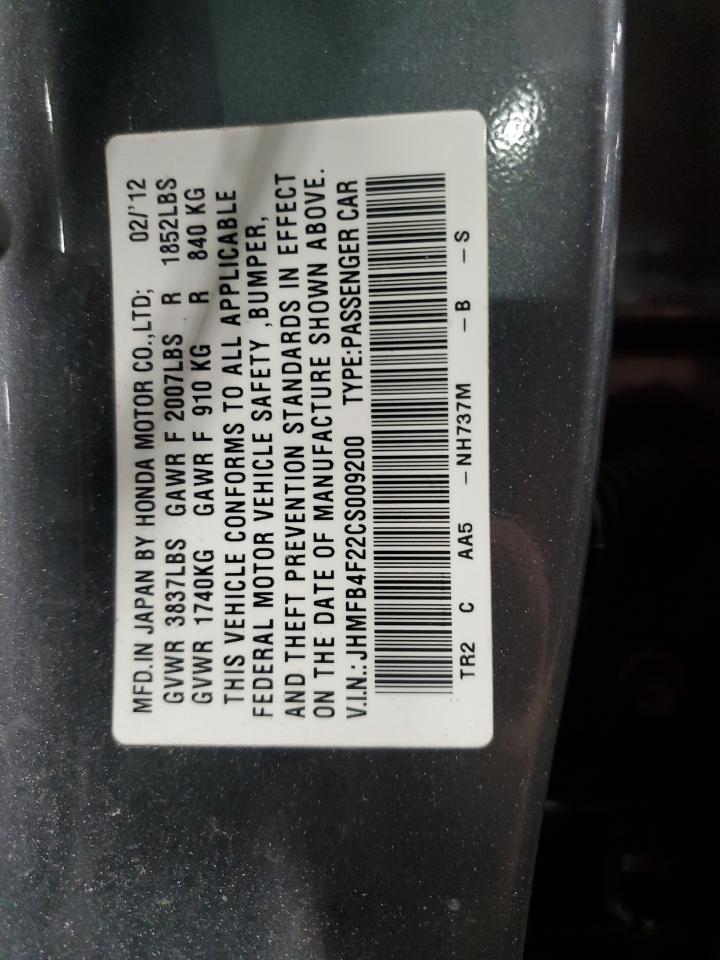 MFD.IN JAPAN BY HONDA MOTOR CO.,LTD; 02/'12
GVWR 3837LBS GAWR F 2007LBS R 1852LBS
GVWR 1740KG GAWR F 910 KG R 840 KG
THIS VEHICLE CONFORMS TO ALL APPLICABLE
FEDERAL MOTOR VEHICLE SAFETY ,BUMPER,
AND THEFT PREVENTION STANDARDS IN EFFECT
ON THE DATE OF MANUFACTURE SHOWN ABOVE.
V.I.N.: JHMFB4F22CS009200 TYPE:PASSENGER CAR
TR2 C AA5 -NH737M -B -S